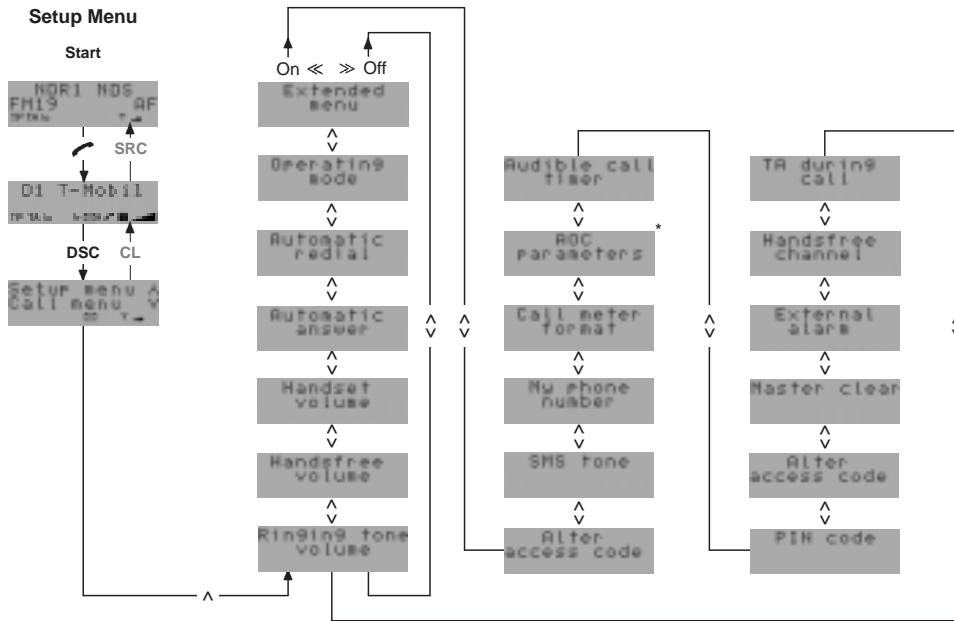 Setup Menu
Start
NDR1 NDS
FM19 AF
SRC
D1 T-Mobil
DSC CL
Setup menu ʌ
Call menu v
ʌ
On ≪ ≫ Off
Extended
menu
Operating
mode
Automatic
redial
Automatic
answer
Handset
volume
Handsfree
volume
Ringing tone
volume
Audible call
timer
AOC
parameters
*
Call meter
format
My phone
number
SMS tone
Alter
access code
TA during
call
Handsfree
channel
External
alarm
Master clear
Alter
access code
PIN code